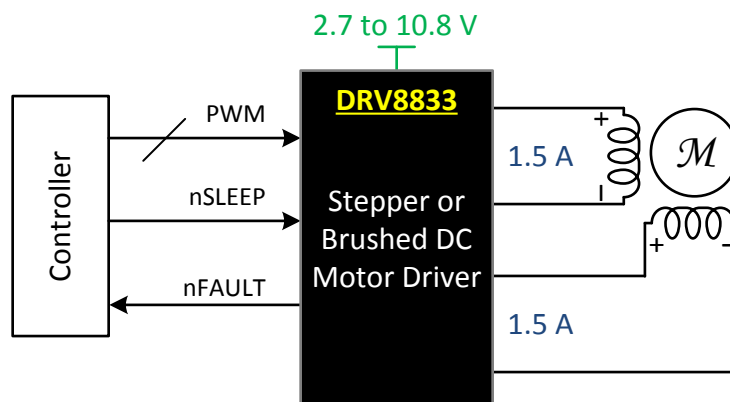 2.7 to 10.8 V
DRV8833
Stepper or
Brushed DC
Motor Driver
Controller
PWM
nSLEEP
nFAULT
1.5 A
1.5 A
+
−
M
+
-